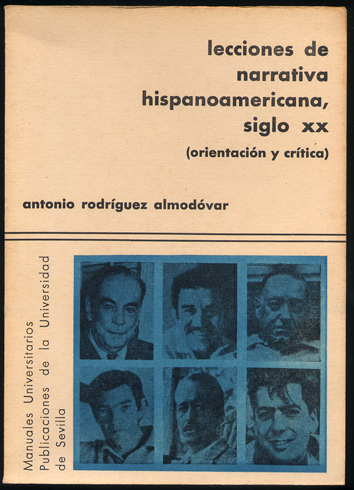 lecciones de
narrativa
hispanoamericana,
siglo xx
(orientación y crítica)
antonio rodríguez almodóvar
Manuales Universitarios
Publicaciones de la Universidad
de Sevilla